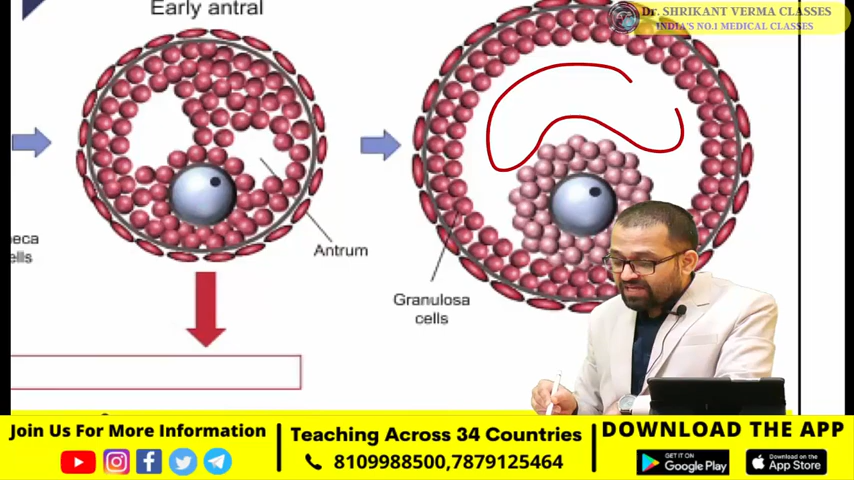 Early antral
Dr. SHRIKANT VERMA CLASSES
INDIA'S NO.1 MEDICAL CLASSES
Antrum
Granulosa
cells
Join Us For More Information
Teaching Across 34 Countries
8109988500,7879125464
DOWNLOAD THE APP
GET IT ON
Google Play
Download on the
App Store